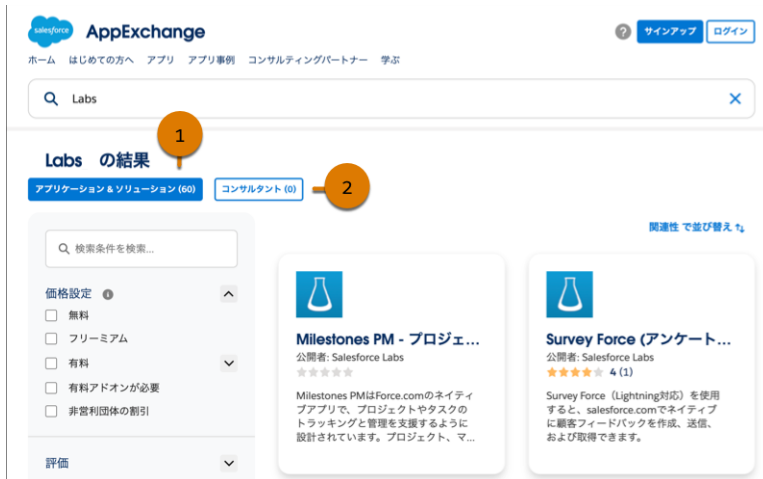 salesforce AppExchange
サインアップ ログイン
ホーム はじめての方へ アプリ アプリ事例 コンサルティングパートナー 学ぶ
Labs
1
Labs の結果
アプリケーション & ソリューション (60) コンサルタント (0) 2
関連性 で並び替え
検索条件を検索...
価格設定
無料
フリーミアム
有料
有料アドオンが必要
非営利団体の割引
評価
Milestones PM - プロジェ...
公開者: Salesforce Labs
Milestones PMはForce.comのネイティ
ブアプリで、プロジェクトやタスクの
トラッキングと管理を支援するように
設計されています。プロジェクト、マ...
Survey Force (アンケート...
公開者: Salesforce Labs
4 (1)
Survey Force（Lightning対応）を使用
すると、salesforce.comでネイティブ
に顧客フィードバックを作成、送信、
および取得できます。